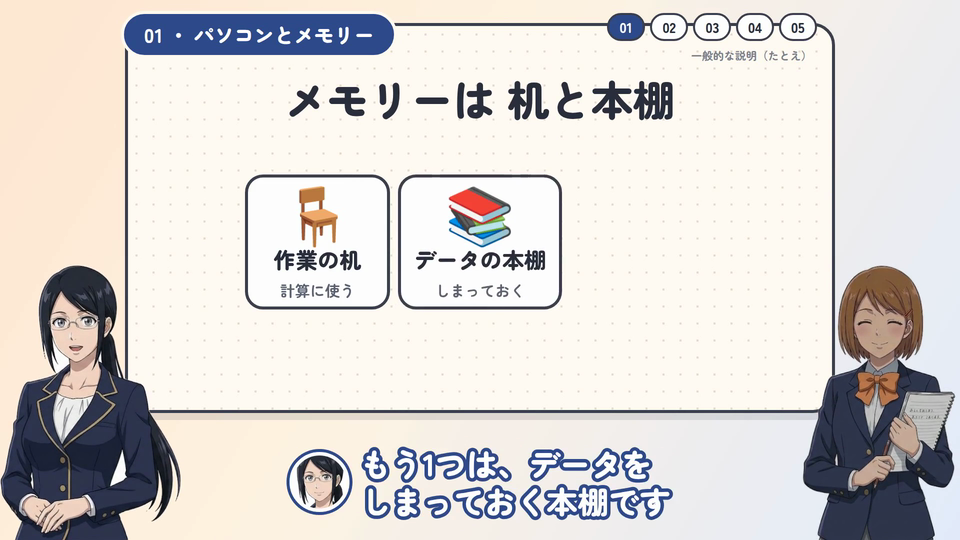 01 ・ パソコンとメモリー
01 02 03 04 05
一般的な説明（たとえ）
メモリーは 机と本棚
作業の机
計算に使う
データの本棚
しまっておく
もう1つは、データを
しまっておく本棚です